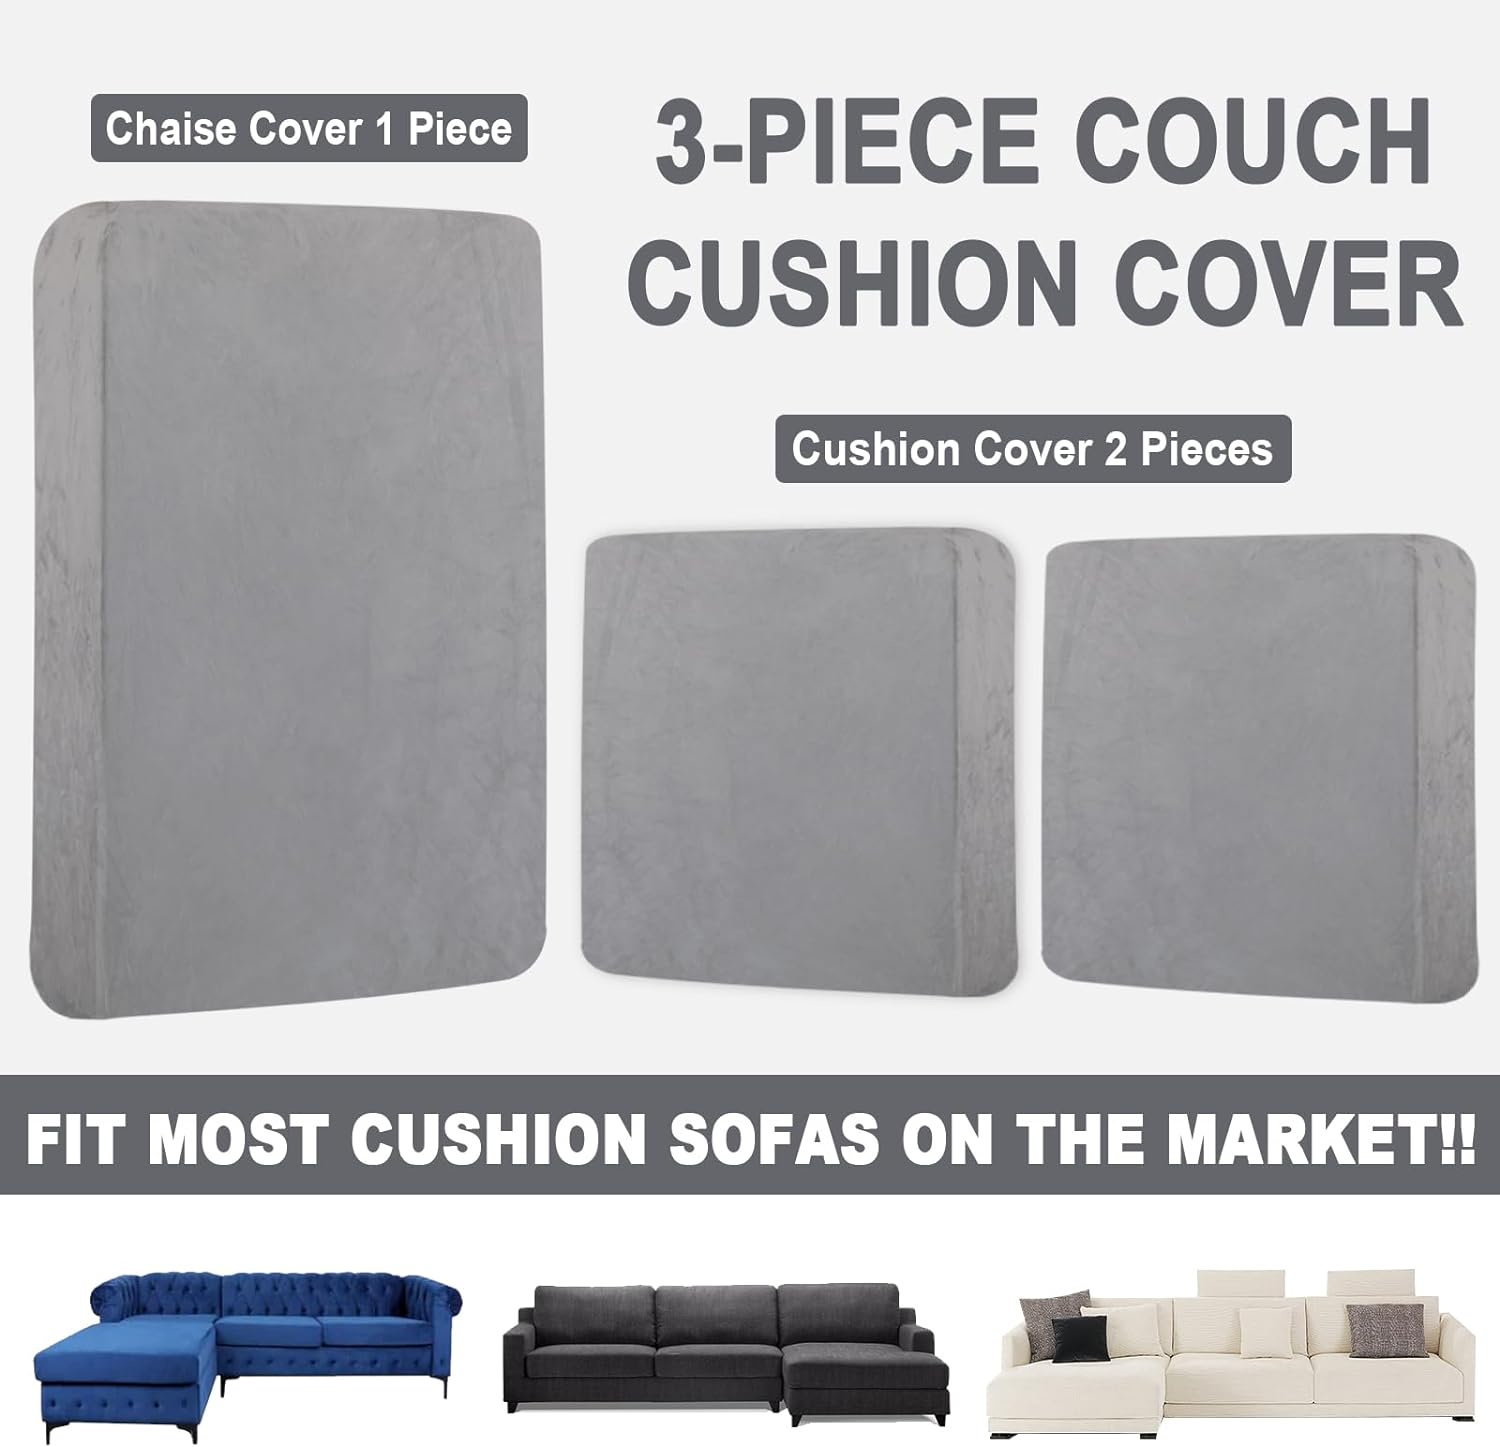 Chaise Cover 1 Piece
3-PIECE COUCH
CUSHION COVER
Cushion Cover 2 Pieces
FIT MOST CUSHION SOFAS ON THE MARKET!!